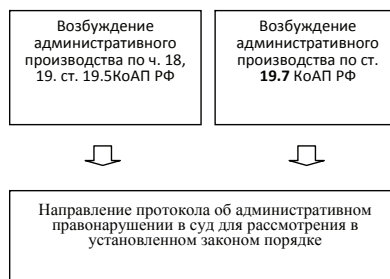 Возбуждение
административного
производства по ч. 18,
19. ст. 19.5КоАП РФ
Возбуждение
административного
производства по ст.
19.7 КоАП РФ
Направление протокола об административном
правонарушении в суд для рассмотрения в
установленном законом порядке